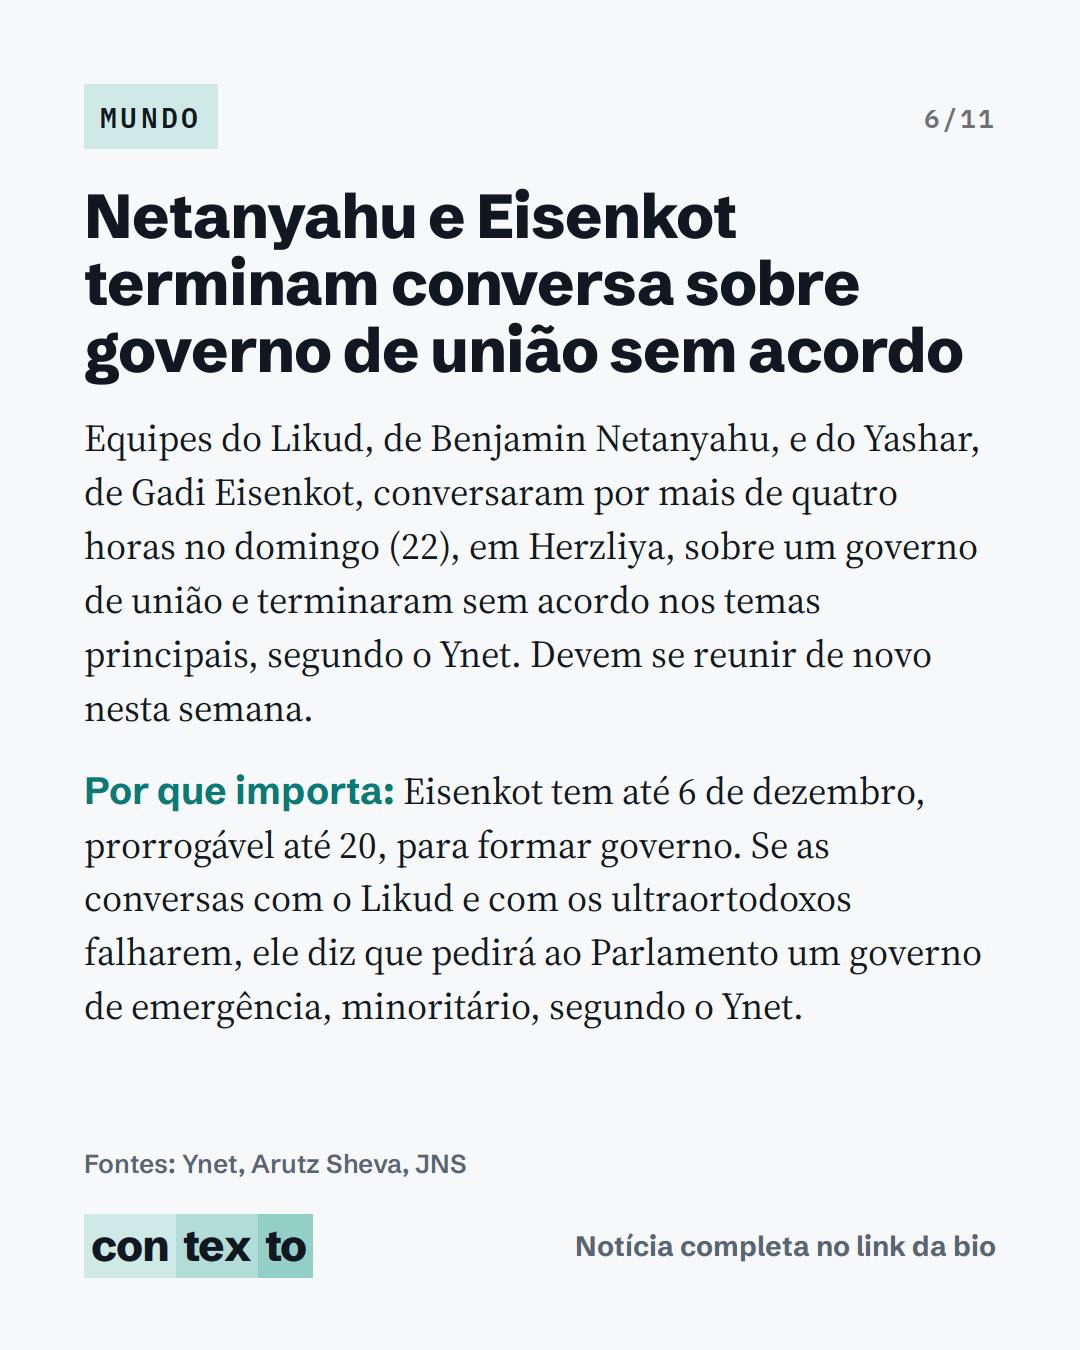 MUNDO
6/11
Netanyahu e Eisenkot
terminam conversa sobre
governo de união sem acordo
Equipes do Likud, de Benjamin Netanyahu, e do Yashar,
de Gadi Eisenkot, conversaram por mais de quatro
horas no domingo (22), em Herzliya, sobre um governo
de união e terminaram sem acordo nos temas
principais, segundo o Ynet. Devem se reunir de novo
nesta semana.
Por que importa: Eisenkot tem até 6 de dezembro,
prorrogável até 20, para formar governo. Se as
conversas com o Likud e com os ultraortodoxos
falharem, ele diz que pedirá ao Parlamento um governo
de emergência, minoritário, segundo o Ynet.
Fontes: Ynet, Arutz Sheva, JNS
contexto
Notícia completa no link da bio